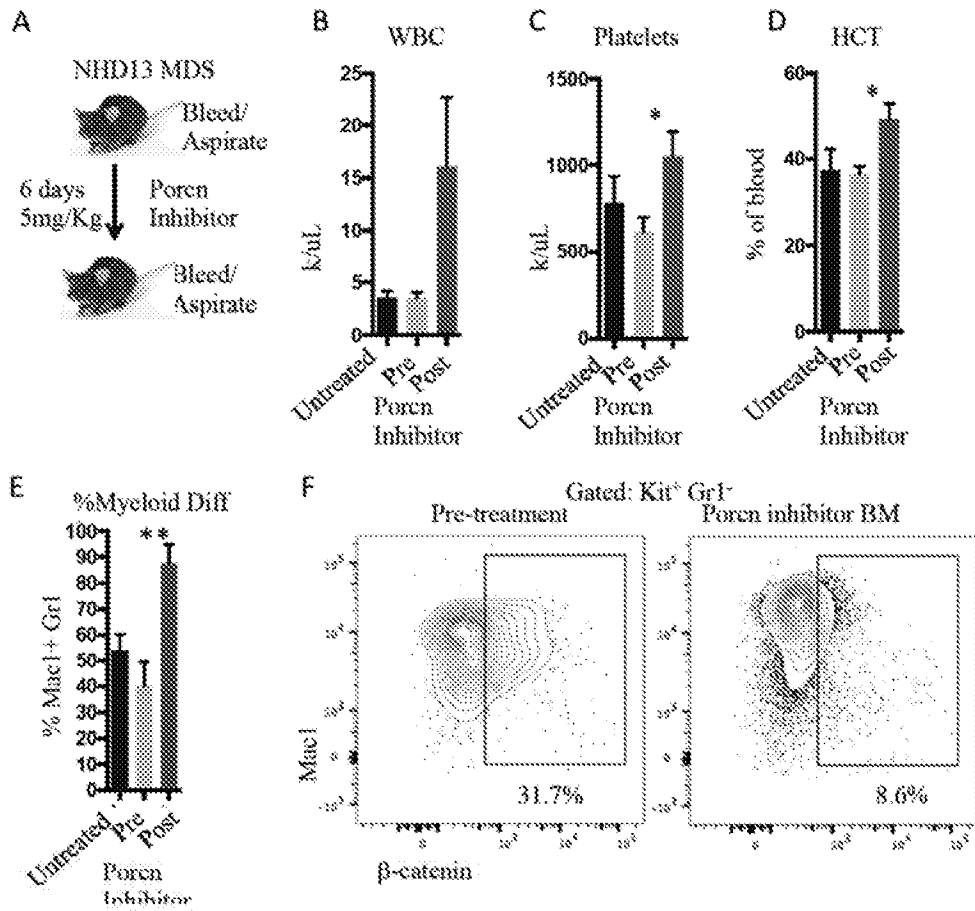 A
NHD13 MDS
Bleed/
Aspirate
6 days
5mg/Kg
Porcn
Inhibitor
Bleed/
Aspirate
B
WBC
25
20
15
10
5
0
k/uL
Untreated
Pre
Post
Porcn
Inhibitor
C
Platelets
1500
1000
500
0
k/uL
*
Untreated
Pre
Post
Porcn
Inhibitor
D
HCT
60
40
20
0
% of blood
*
Untreated
Pre
Post
Porcn
Inhibitor
E
%Myeloid Diff
100
90
80
70
60
50
40
30
20
10
0
% Mac1+ Gr1
**
Untreated
Pre
Post
Porcn
Inhibitor
F
Gated: Kit⁺ Gr1⁻
Pre-treatment
Porcn inhibitor BM
Mac1
31.7%
8.6%
β-catenin